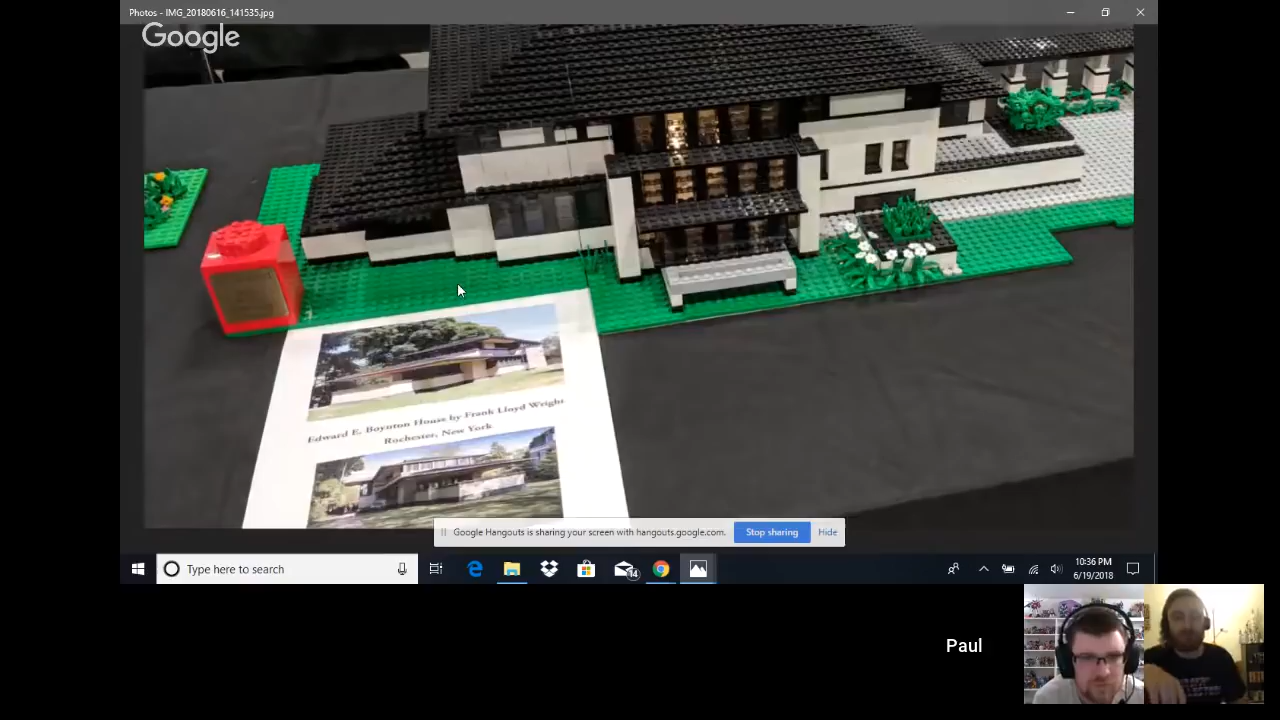 Photos - IMG_20180616_141535.jpg
Google
Edward E. Boynton House by Frank Lloyd Wright
Rochester, New York
Google Hangouts is sharing your screen with hangouts.google.com.
Stop sharing
Hide
Type here to search
14
10:36 PM
6/19/2018
Paul